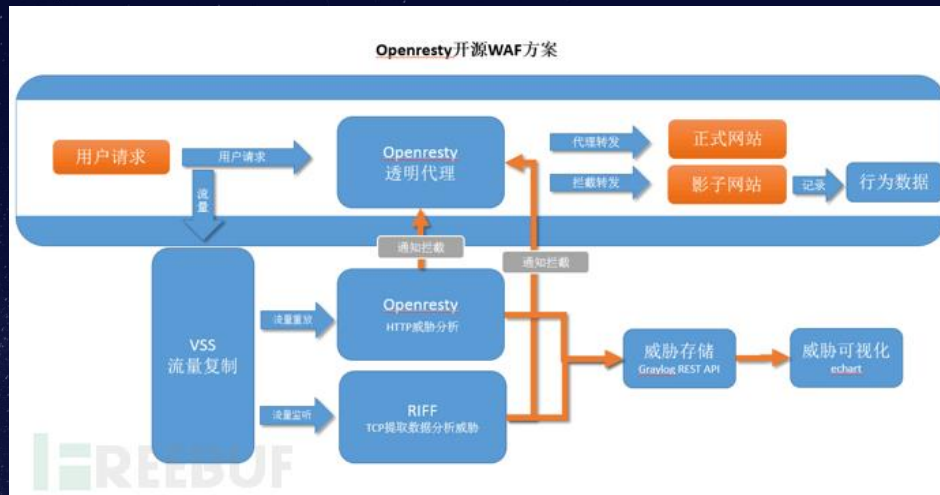 Openresty开源WAF方案
用户请求
用户请求
Openresty
透明代理
代理转发
正式网站
拦截转发
影子网站
记录
行为数据
流量
通知拦截
通知拦截
VSS
流量复制
流量重放
Openresty
HTTP威胁分析
流量监听
RIFF
TCP提取数据分析威胁
威胁存储
Graylog REST API
威胁可视化
echart
FREEBUF